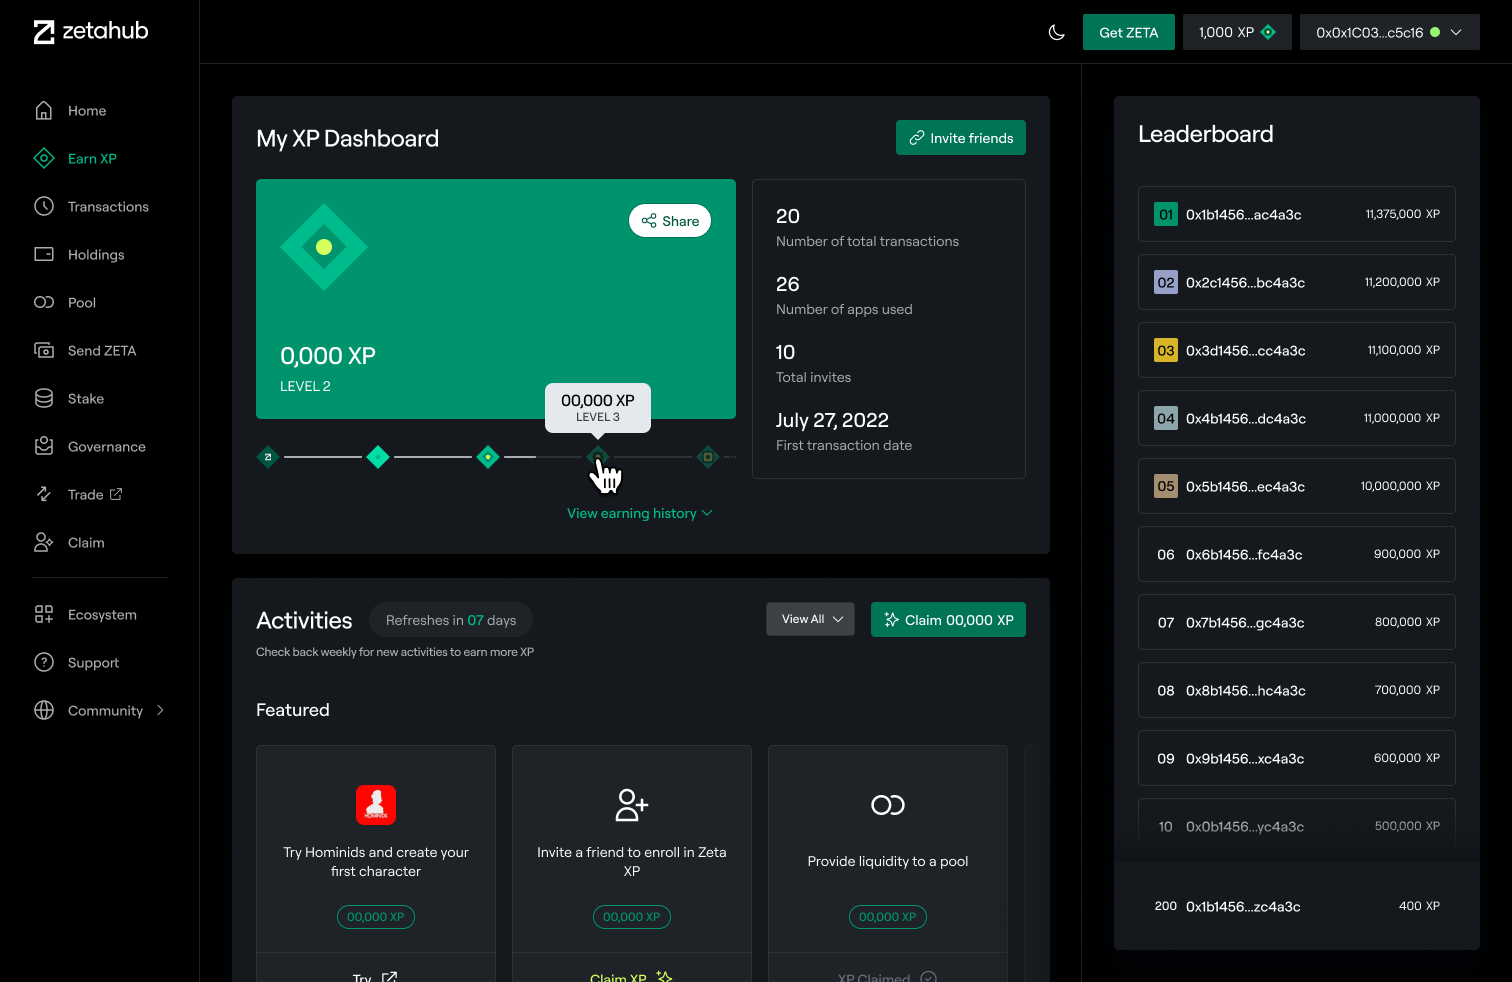 zetahub
Get ZETA
1,000 XP
0x0x1C03...c5c16
Home
Earn XP
Transactions
Holdings
Pool
Send ZETA
Stake
Governance
Trade
Claim
Ecosystem
Support
Community
My XP Dashboard
Invite friends
Share
0,000 XP
LEVEL 2
00,000 XP
LEVEL 3
View earning history
20
Number of total transactions
26
Number of apps used
10
Total invites
July 27, 2022
First transaction date
Activities
Refreshes in 07 days
View All
Claim 00,000 XP
Check back weekly for new activities to earn more XP
Featured
HOMINIDS
Try Hominids and create your
first character
00,000 XP
Try
Invite a friend to enroll in Zeta
XP
00,000 XP
Claim XP
Provide liquidity to a pool
00,000 XP
XP Claimed
Leaderboard
01 0x1b1456...ac4a3c 11,375,000 XP
02 0x2c1456...bc4a3c 11,200,000 XP
03 0x3d1456...cc4a3c 11,100,000 XP
04 0x4b1456...dc4a3c 11,000,000 XP
05 0x5b1456...ec4a3c 10,000,000 XP
06 0x6b1456...fc4a3c 900,000 XP
07 0x7b1456...gc4a3c 800,000 XP
08 0x8b1456...hc4a3c 700,000 XP
09 0x9b1456...xc4a3c 600,000 XP
10 0x0b1456...yc4a3c 500,000 XP
200 0x1b1456...zc4a3c 400 XP